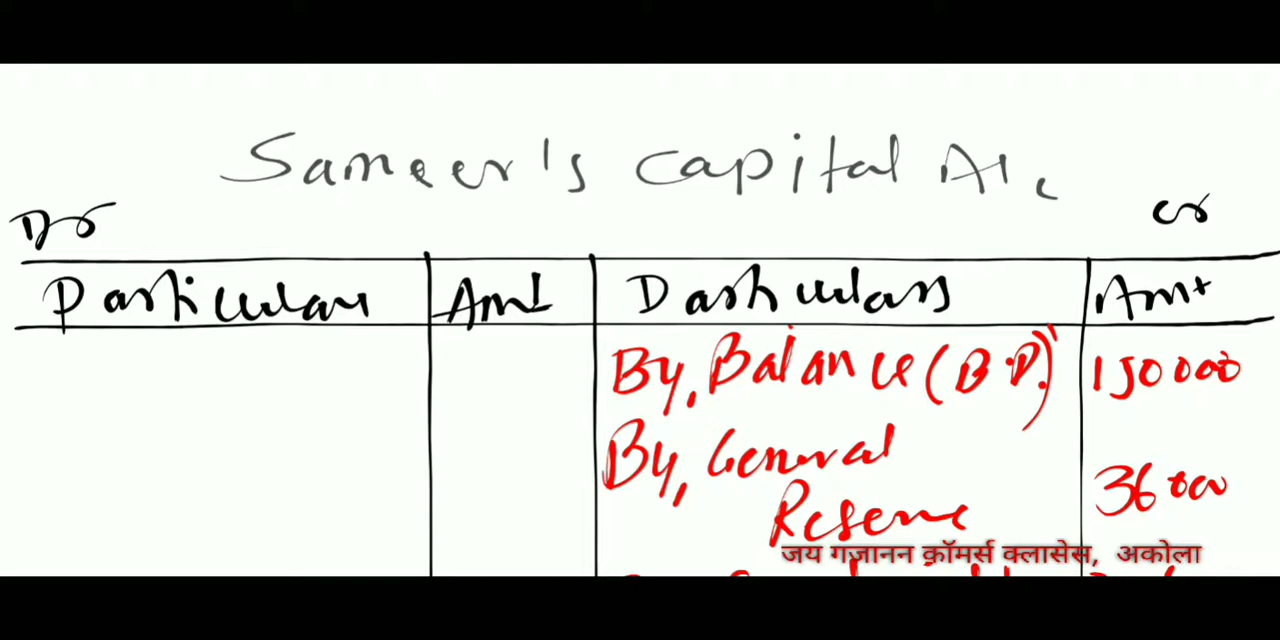 Sameer's Capital A/c
Dr Cr
Particulars Amt Particulars Amt
By, Balance (B.D.) 150000
By, General
Reserve 36000
जय गजानन क्रॉमर्स क्लासेस, अकोला